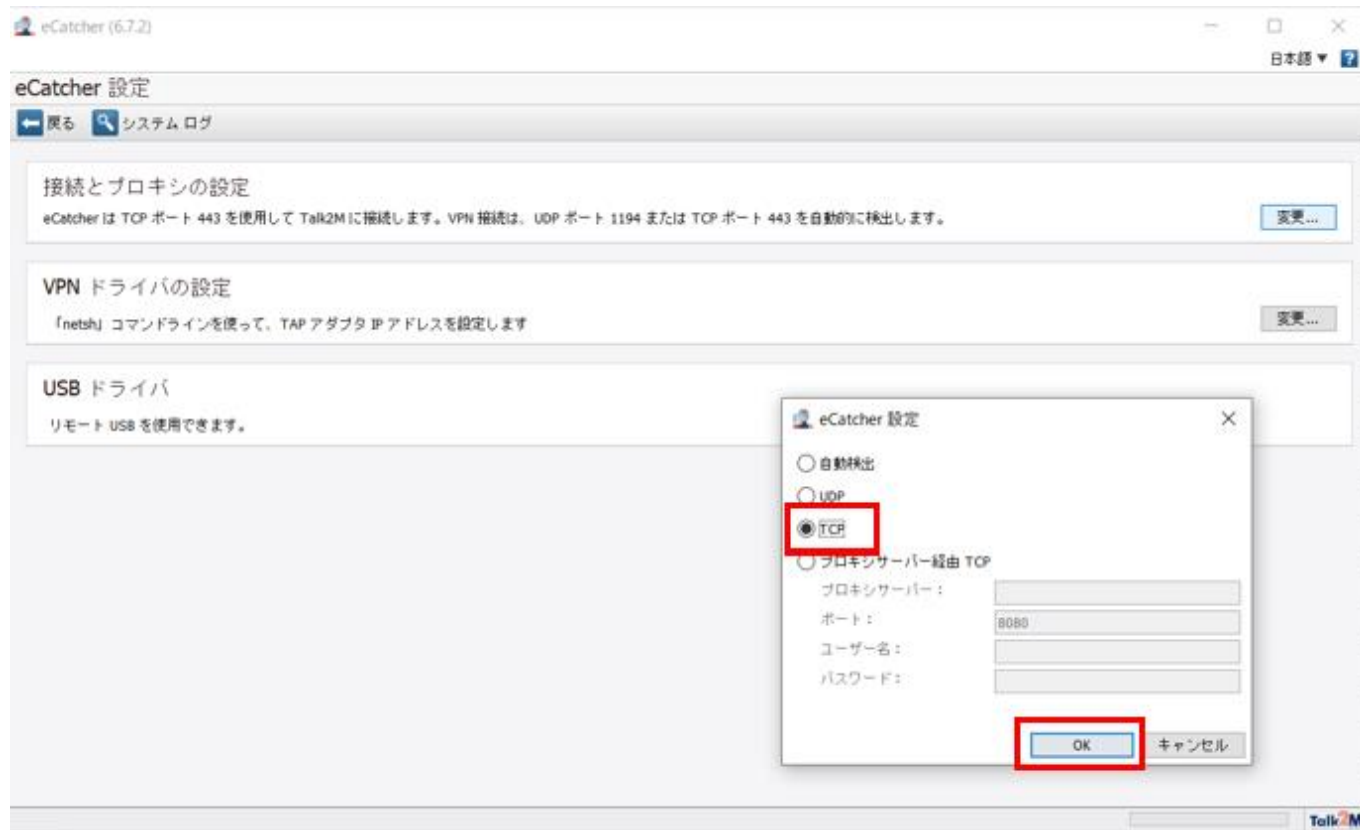 eCatcher (6.7.2)
日本語 ▼ ?
eCatcher 設定
戻る システム ログ
接続とプロキシの設定
eCatcher は TCP ポート 443 を使用して Talk2M に接続します。VPN 接続は、UDP ポート 1194 または TCP ポート 443 を自動的に検出します。
変更...
VPN ドライバの設定
「netsh」コマンドラインを使って、TAP アダプタ IP アドレスを設定します
変更...
USB ドライバ
リモート USB を使用できます。
eCatcher 設定
自動検出
UDP
TCP
プロキシサーバー経由 TCP
プロキシサーバー：
ポート： 8080
ユーザー名：
パスワード：
OK キャンセル
Talk2M